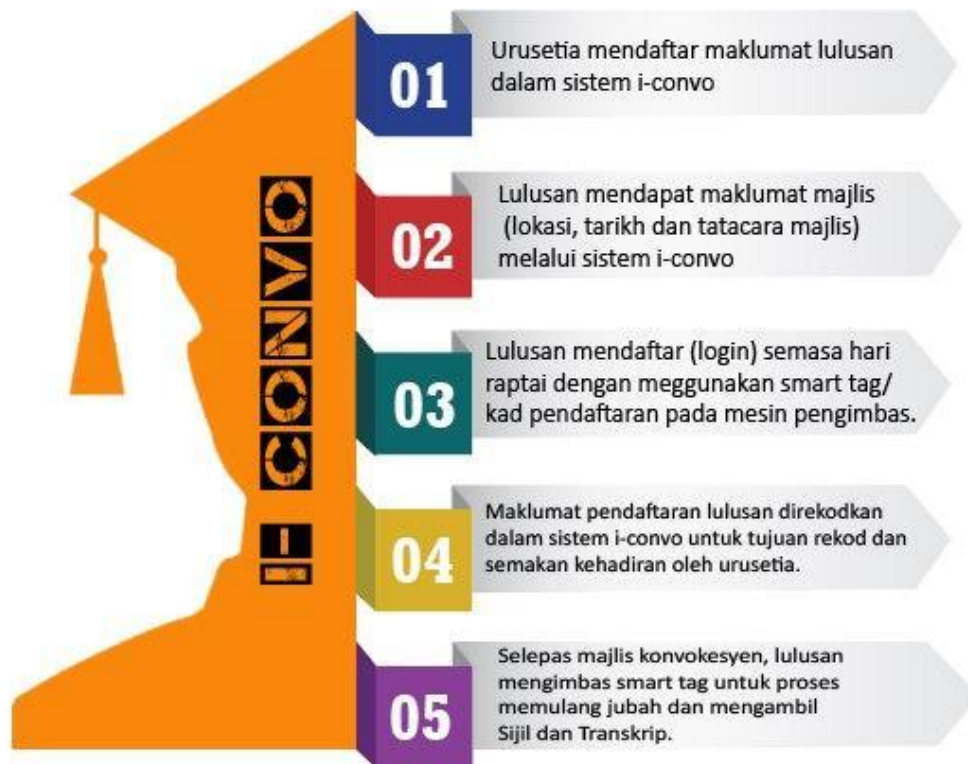 I-CONVO
01
Urusetia mendaftar maklumat lulusan
dalam sistem i-convo
02
Lulusan mendapat maklumat majlis
(lokasi, tarikh dan tatacara majlis)
melalui sistem i-convo
03
Lulusan mendaftar (login) semasa hari
raptai dengan meggunakan smart tag/
kad pendaftaran pada mesin pengimbas.
04
Maklumat pendaftaran lulusan direkodkan
dalam sistem i-convo untuk tujuan rekod dan
semakan kehadiran oleh urusetia.
05
Selepas majlis konvokesyen, lulusan
mengimbas smart tag untuk proses
memulang jubah dan mengambil
Sijil dan Transkrip.